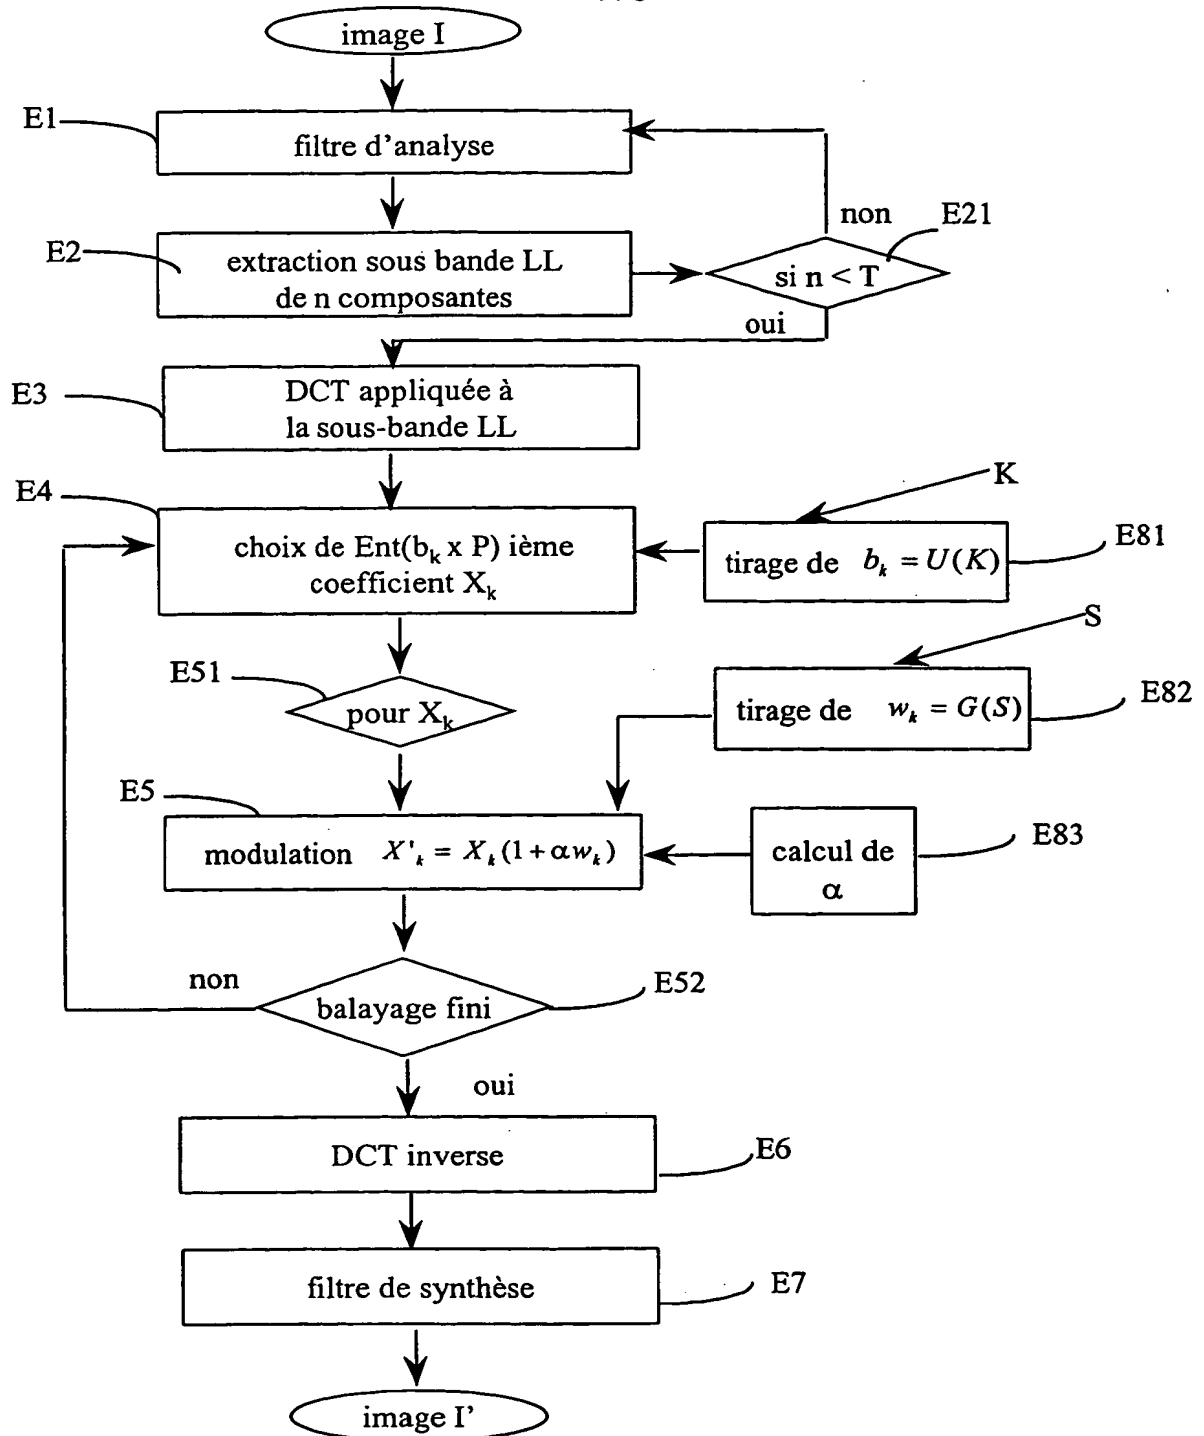 image I
E1
filtre d'analyse
non
E21
E2
extraction sous bande LL
de n composantes
si n < T
oui
E3
DCT appliquée à
la sous-bande LL
K
E4
choix de Ent(b_k x P) ième
coefficient X_k
tirage de b_k = U(K)
E81
S
E51
pour X_k
tirage de w_k = G(S)
E82
E5
modulation X'_k = X_k(1+αw_k)
calcul de
α
E83
non
balayage fini
E52
oui
DCT inverse
E6
filtre de synthèse
E7
image I'